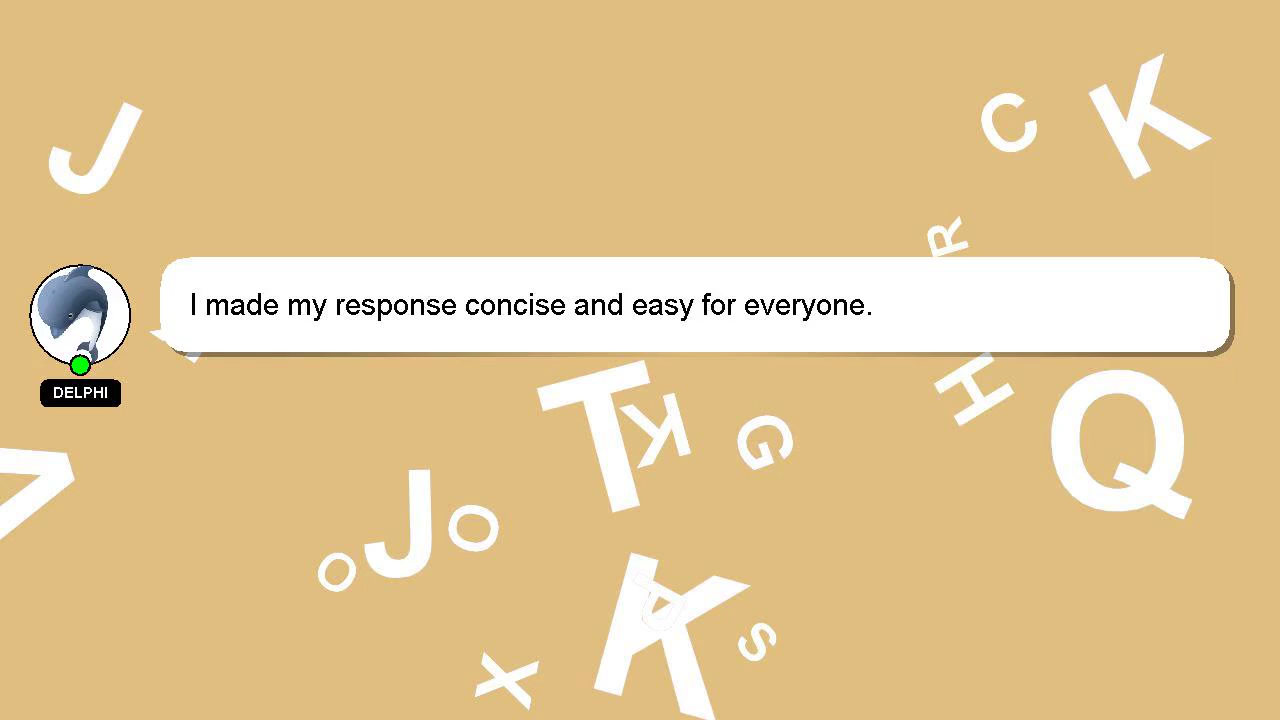 J
C
K
R
I made my response concise and easy for everyone.
DELPHI
H
T
K
G
Q
J
O
O
K
S
X